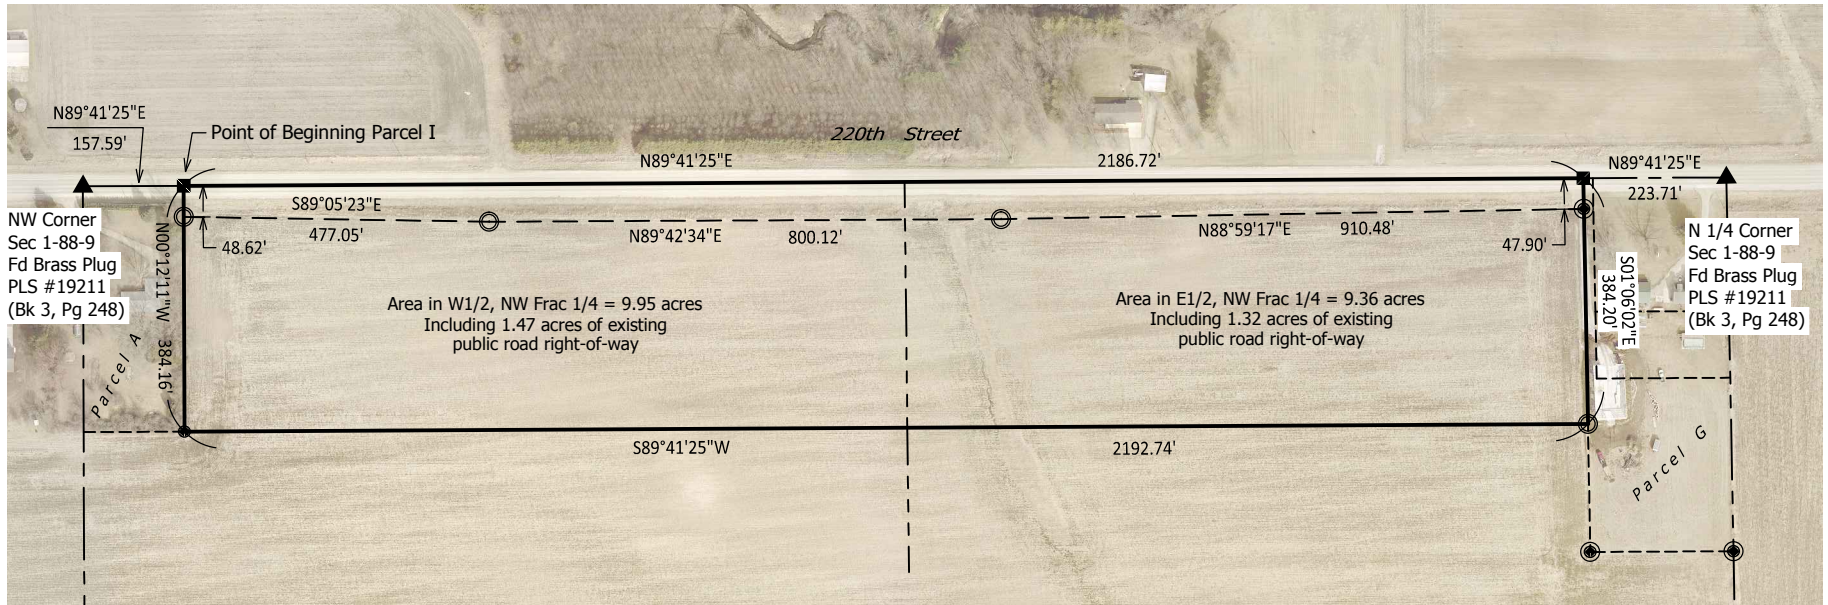 N89°41'25"E
157.59'
Point of Beginning Parcel I
220th Street
N89°41'25"E
2186.72'
N89°41'25"E
223.71'
NW Corner
Sec 1-88-9
Fd Brass Plug
PLS #19211
(Bk 3, Pg 248)
S89°05'23"E
477.05'
48.62'
N89°42'34"E
800.12'
N88°59'17"E
910.48'
47.90'
N 1/4 Corner
Sec 1-88-9
Fd Brass Plug
PLS #19211
(Bk 3, Pg 248)
N00°12'11"W 384.16'
S01°06'02"E
384.20'
Area in W1/2, NW Frac 1/4 = 9.95 acres
Including 1.47 acres of existing
public road right-of-way
Area in E1/2, NW Frac 1/4 = 9.36 acres
Including 1.32 acres of existing
public road right-of-way
Parcel A
S89°41'25"W
2192.74'
Parcel G